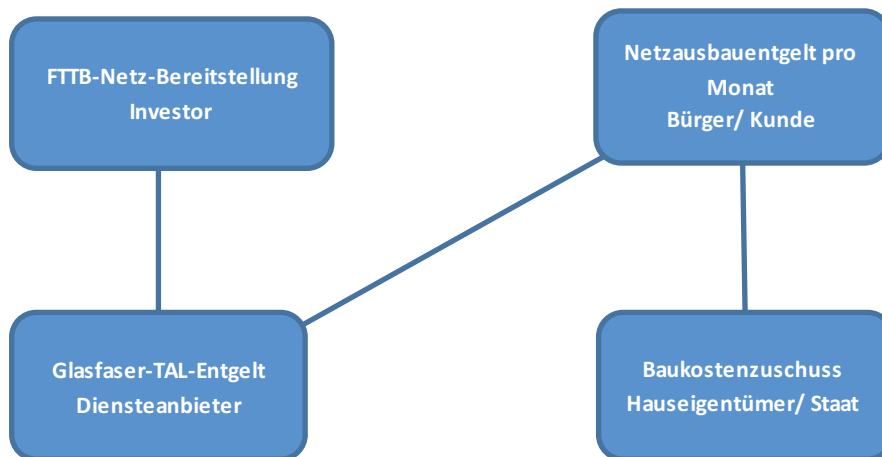 FTTB-Netz-Bereitstellung
Investor
Netzausbauentgelt pro
Monat
Bürger/ Kunde
Glasfaser-TAL-Entgelt
Diensteanbieter
Baukostenzuschuss
Hauseigentümer/ Staat